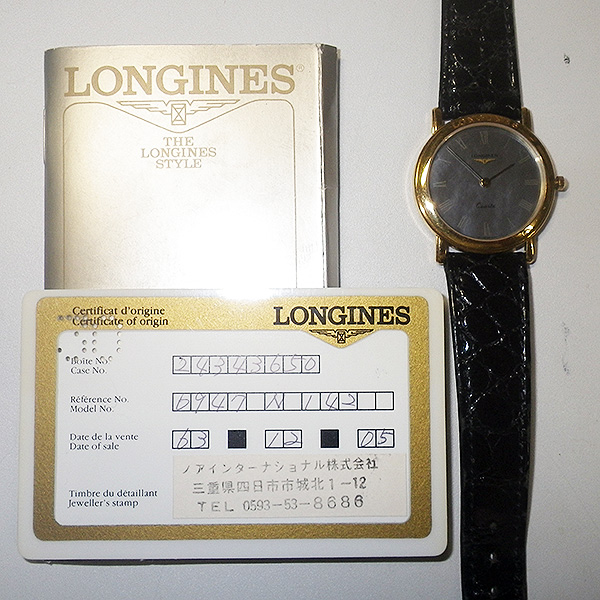 LONGINES®
THE
LONGINES
STYLE
LONGINES
Quartz
Certificat d'origine
Certificate of origin
LONGINES
Boîte No.
Case No.
24343650
Référence No.
Model No.
6947 N 142
Date de la vente
Date of sale
63 12 05
Timbre du détaillant
Jeweller's stamp
ノアインターナショナル株式会社
三重県四日市市城北1-12
TEL 0593-53-8686